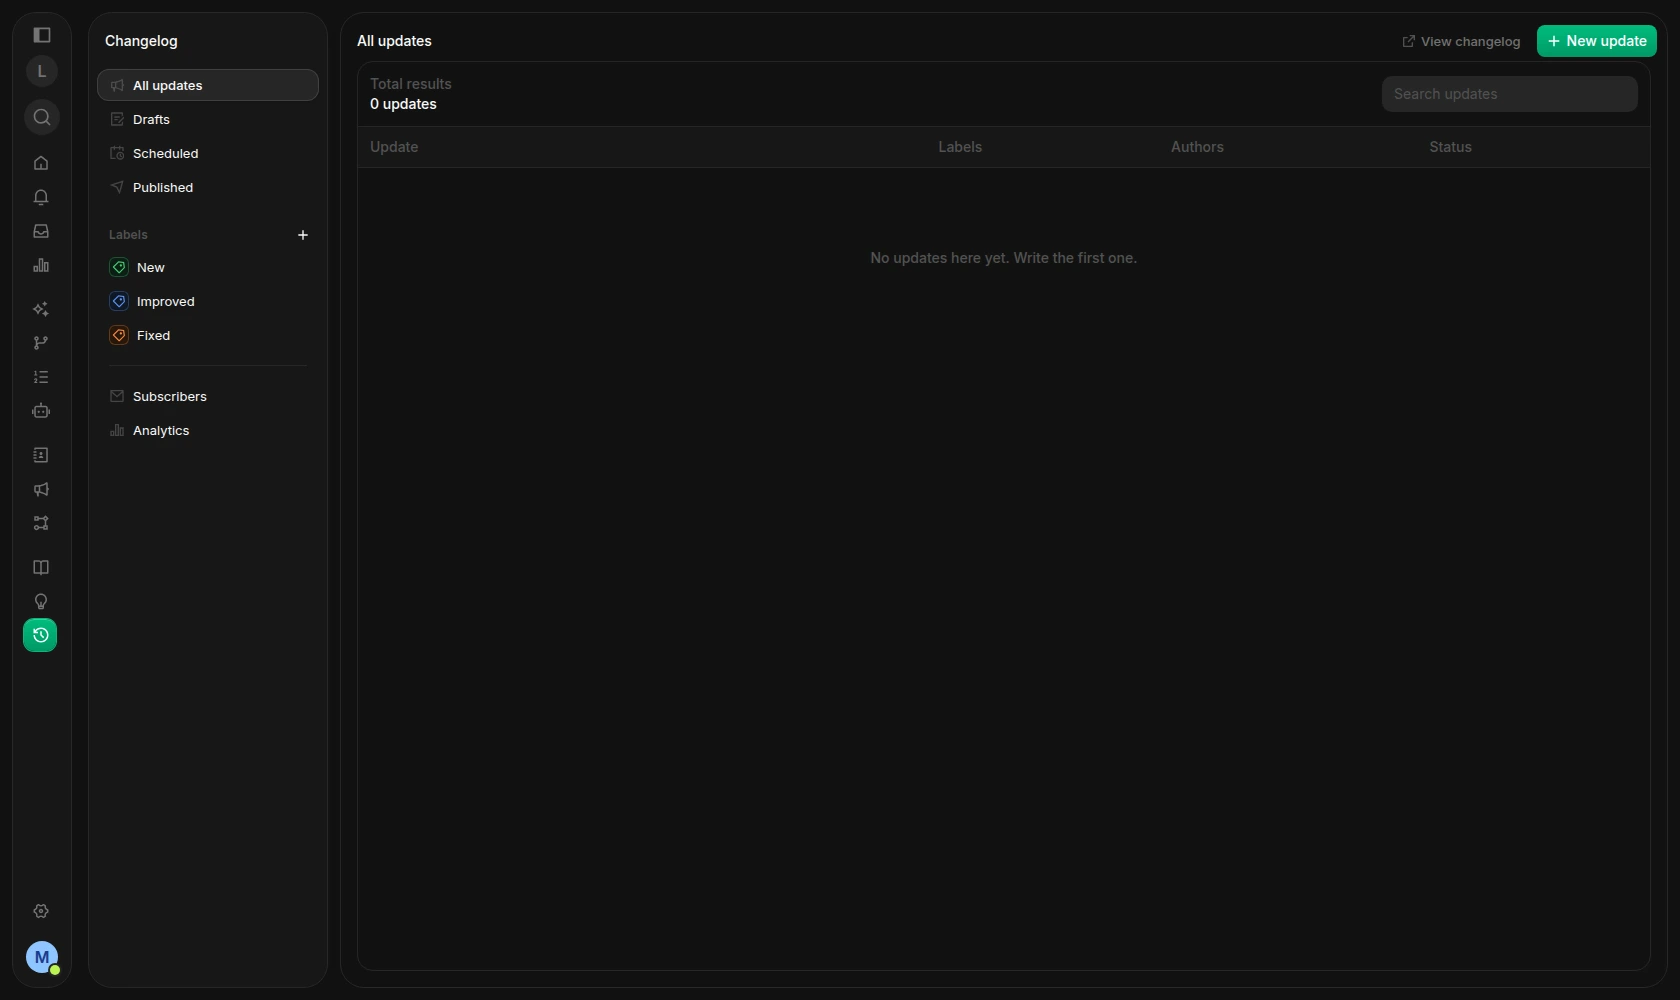 L
M
Changelog
All updates
Drafts
Scheduled
Published
Labels
New
Improved
Fixed
Subscribers
Analytics
All updates
View changelog
New update
Total results
0 updates
Search updates
Update Labels Authors Status
No updates here yet. Write the first one.